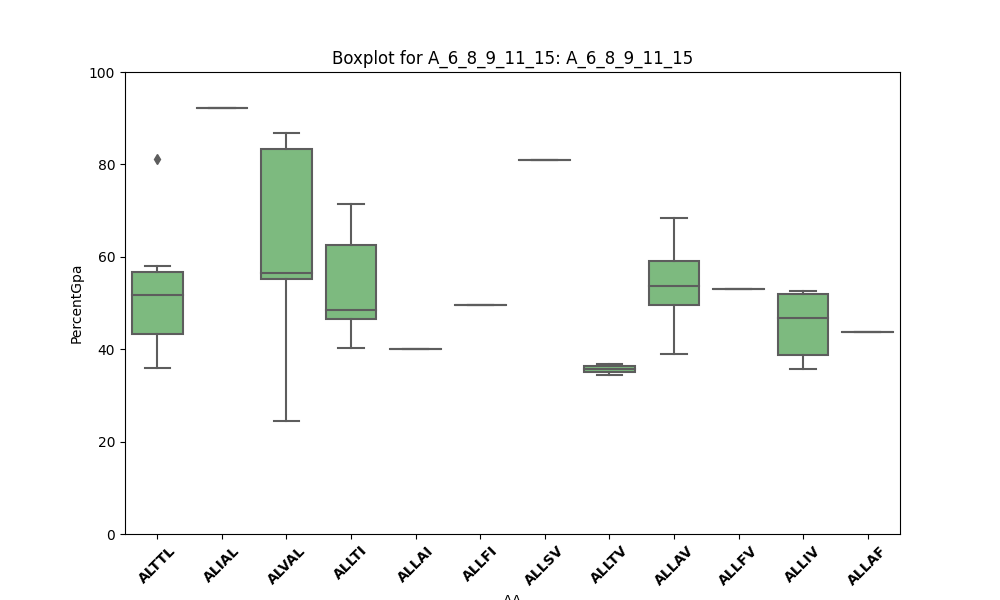 Boxplot for A_6_8_9_11_15: A_6_8_9_11_15
100
80
60
40
20
0
PercentGpa
ALTTL
ALIAL
ALVAL
ALLTI
ALLAI
ALLFI
ALLSV
ALLTV
ALLAV
ALLFV
ALLIV
ALLAF
AA